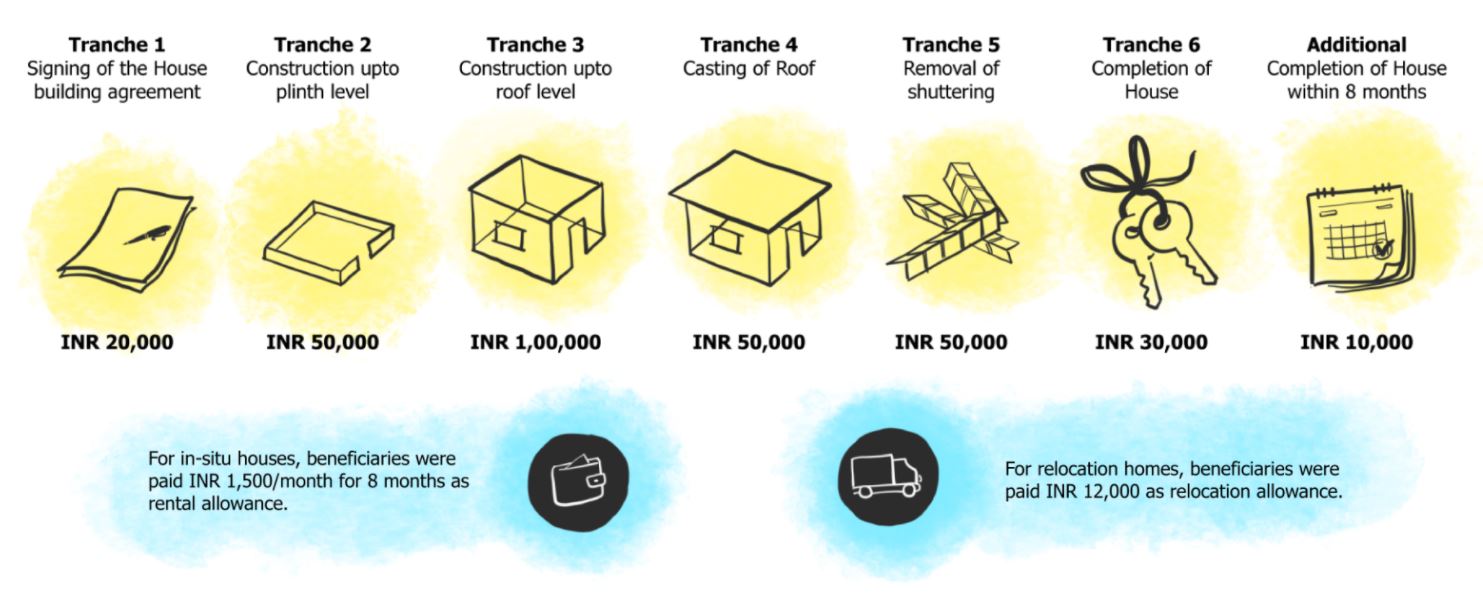 Tranche 1
Signing of the House
building agreement
INR 20,000
Tranche 2
Construction upto
plinth level
INR 50,000
Tranche 3
Construction upto
roof level
INR 1,00,000
Tranche 4
Casting of Roof
INR 50,000
Tranche 5
Removal of
shuttering
INR 50,000
Tranche 6
Completion of
House
INR 30,000
Additional
Completion of House
within 8 months
INR 10,000
For in-situ houses, beneficiaries were
paid INR 1,500/month for 8 months as
rental allowance.
For relocation homes, beneficiaries were
paid INR 12,000 as relocation allowance.